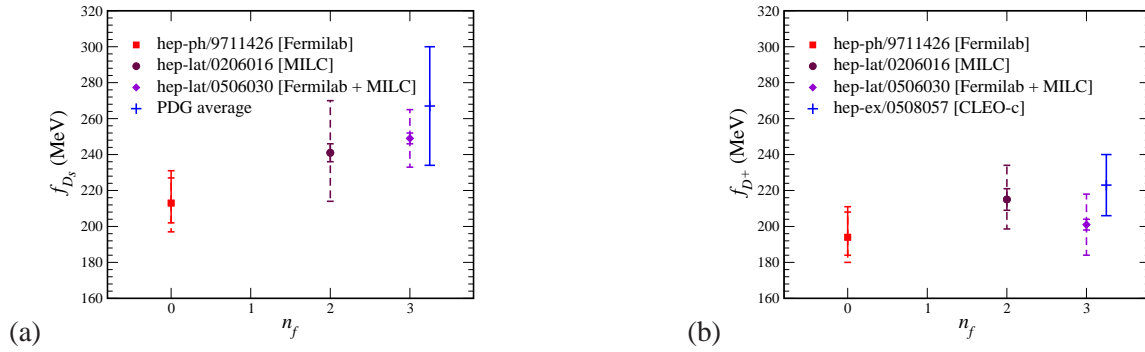 320
300
280
260
240
220
200
180
160
f_{D_s} (MeV)
hep-ph/9711426 [Fermilab]
hep-lat/0206016 [MILC]
hep-lat/0506030 [Fermilab + MILC]
PDG average
0 1 2 3
n_f
(a)
320
300
280
260
240
220
200
180
160
f_{D^+} (MeV)
hep-ph/9711426 [Fermilab]
hep-lat/0206016 [MILC]
hep-lat/0506030 [Fermilab + MILC]
hep-ex/0508057 [CLEO-c]
0 1 2 3
n_f
(b)